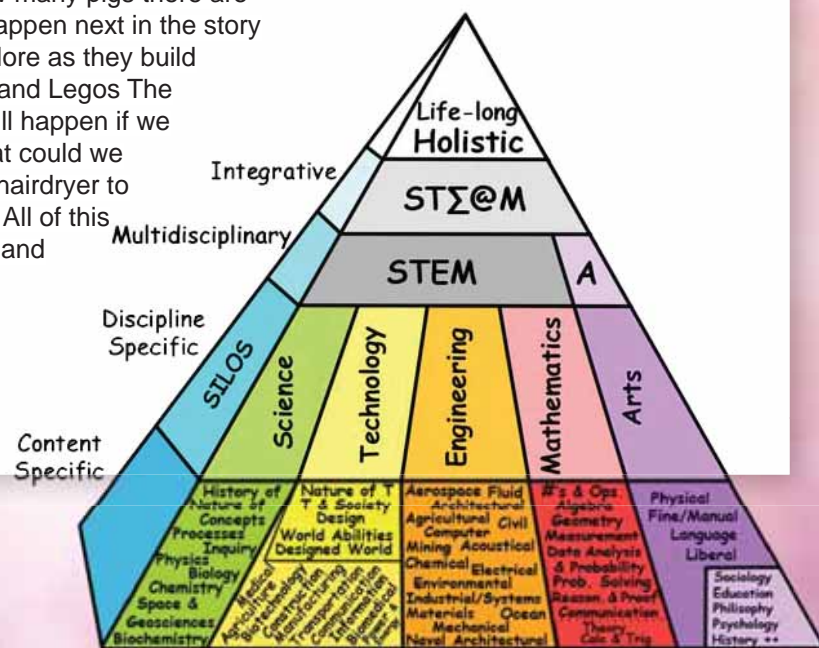 many pigs there are
appen next in the story
lore as they build
and Legos The
ll happen if we
at could we
hairdryer to
All of this
and
Life-long
Holistic
Integrative
ST∑@M
Multidisciplinary
STEM
A
Discipline
Specific
SILOS
Science
Technology
Engineering
Mathematics
Arts
Content
Specific
History of
Nature of
Concepts
Processes
Inquiry
Physics
Biology
Chemistry
Space &
Geosciences
Biochemistry
Nature of T
T & Society
Design
World Abilities
Designed World
Medical
Agriculture
Biotechnology
Construction
Manufacturing
Transportation
Communication
Information
Biomedical
Power &
Aerospace Fluid
Architectural
Agricultural Civil
Computer
Mining Acoustical
Chemical Electrical
Environmental
Industrial/Systems
Materials Ocean
Mechanical
Naval Architectural
#'s & Ops.
Algebra
Geometry
Measurement
Data Analysis
& Probability
Prob. Solving
Reason. & Proof
Communication
Theory
Calc & Trig
Physical
Fine/Manual
Language
Liberal
Sociology
Education
Philisophy
Psychology
History ++